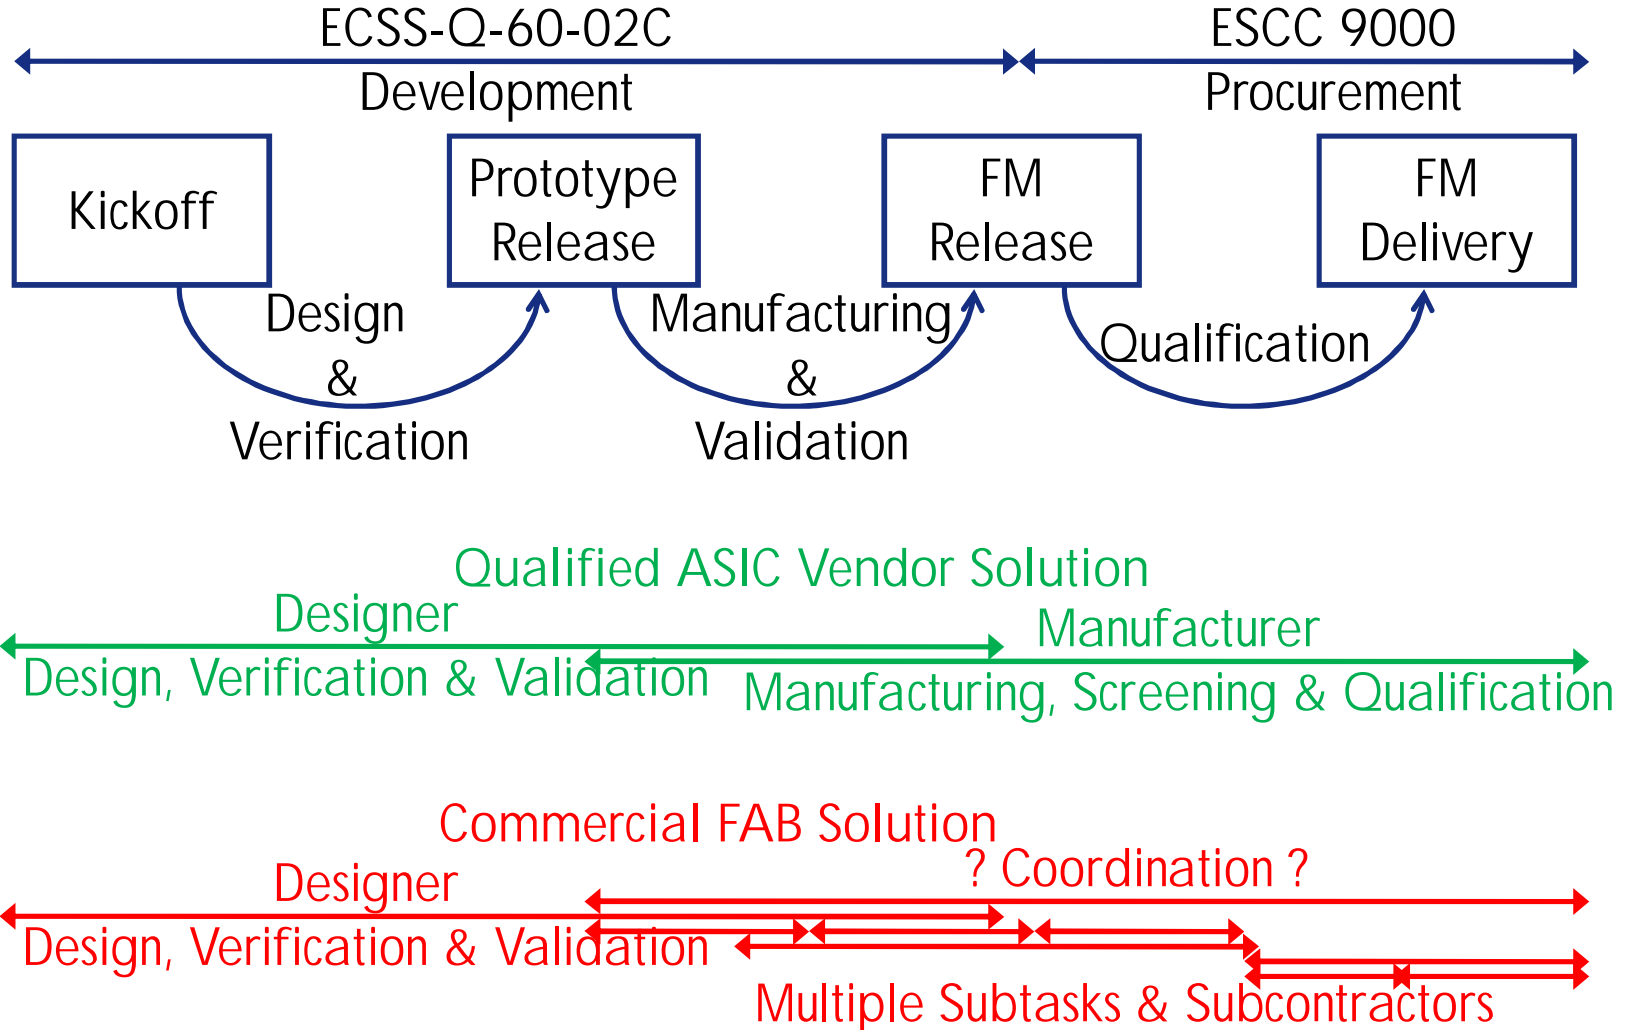 ECSS-Q-60-02C
ESCC 9000
Development
Procurement
Kickoff
Prototype
Release
FM
Release
FM
Delivery
Design
&
Verification
Manufacturing
&
Validation
Qualification
Qualified ASIC Vendor Solution
Designer
Manufacturer
Design, Verification & Validation
Manufacturing, Screening & Qualification
Commercial FAB Solution
? Coordination ?
Designer
Design, Verification & Validation
Multiple Subtasks & Subcontractors